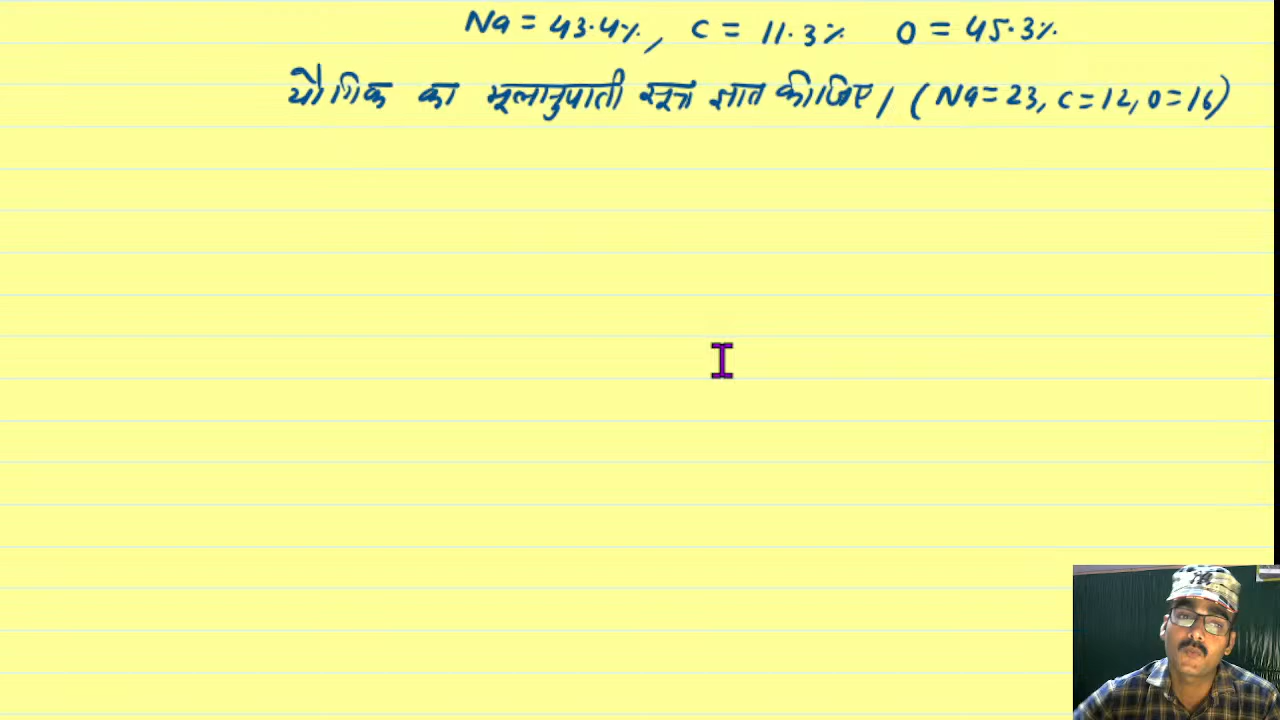 Na = 43.4%, C = 11.3% O = 45.3%.
यौगिक का मूलानुपाती सूत्र ज्ञात कीजिए। (Na=23, C=12, O=16)